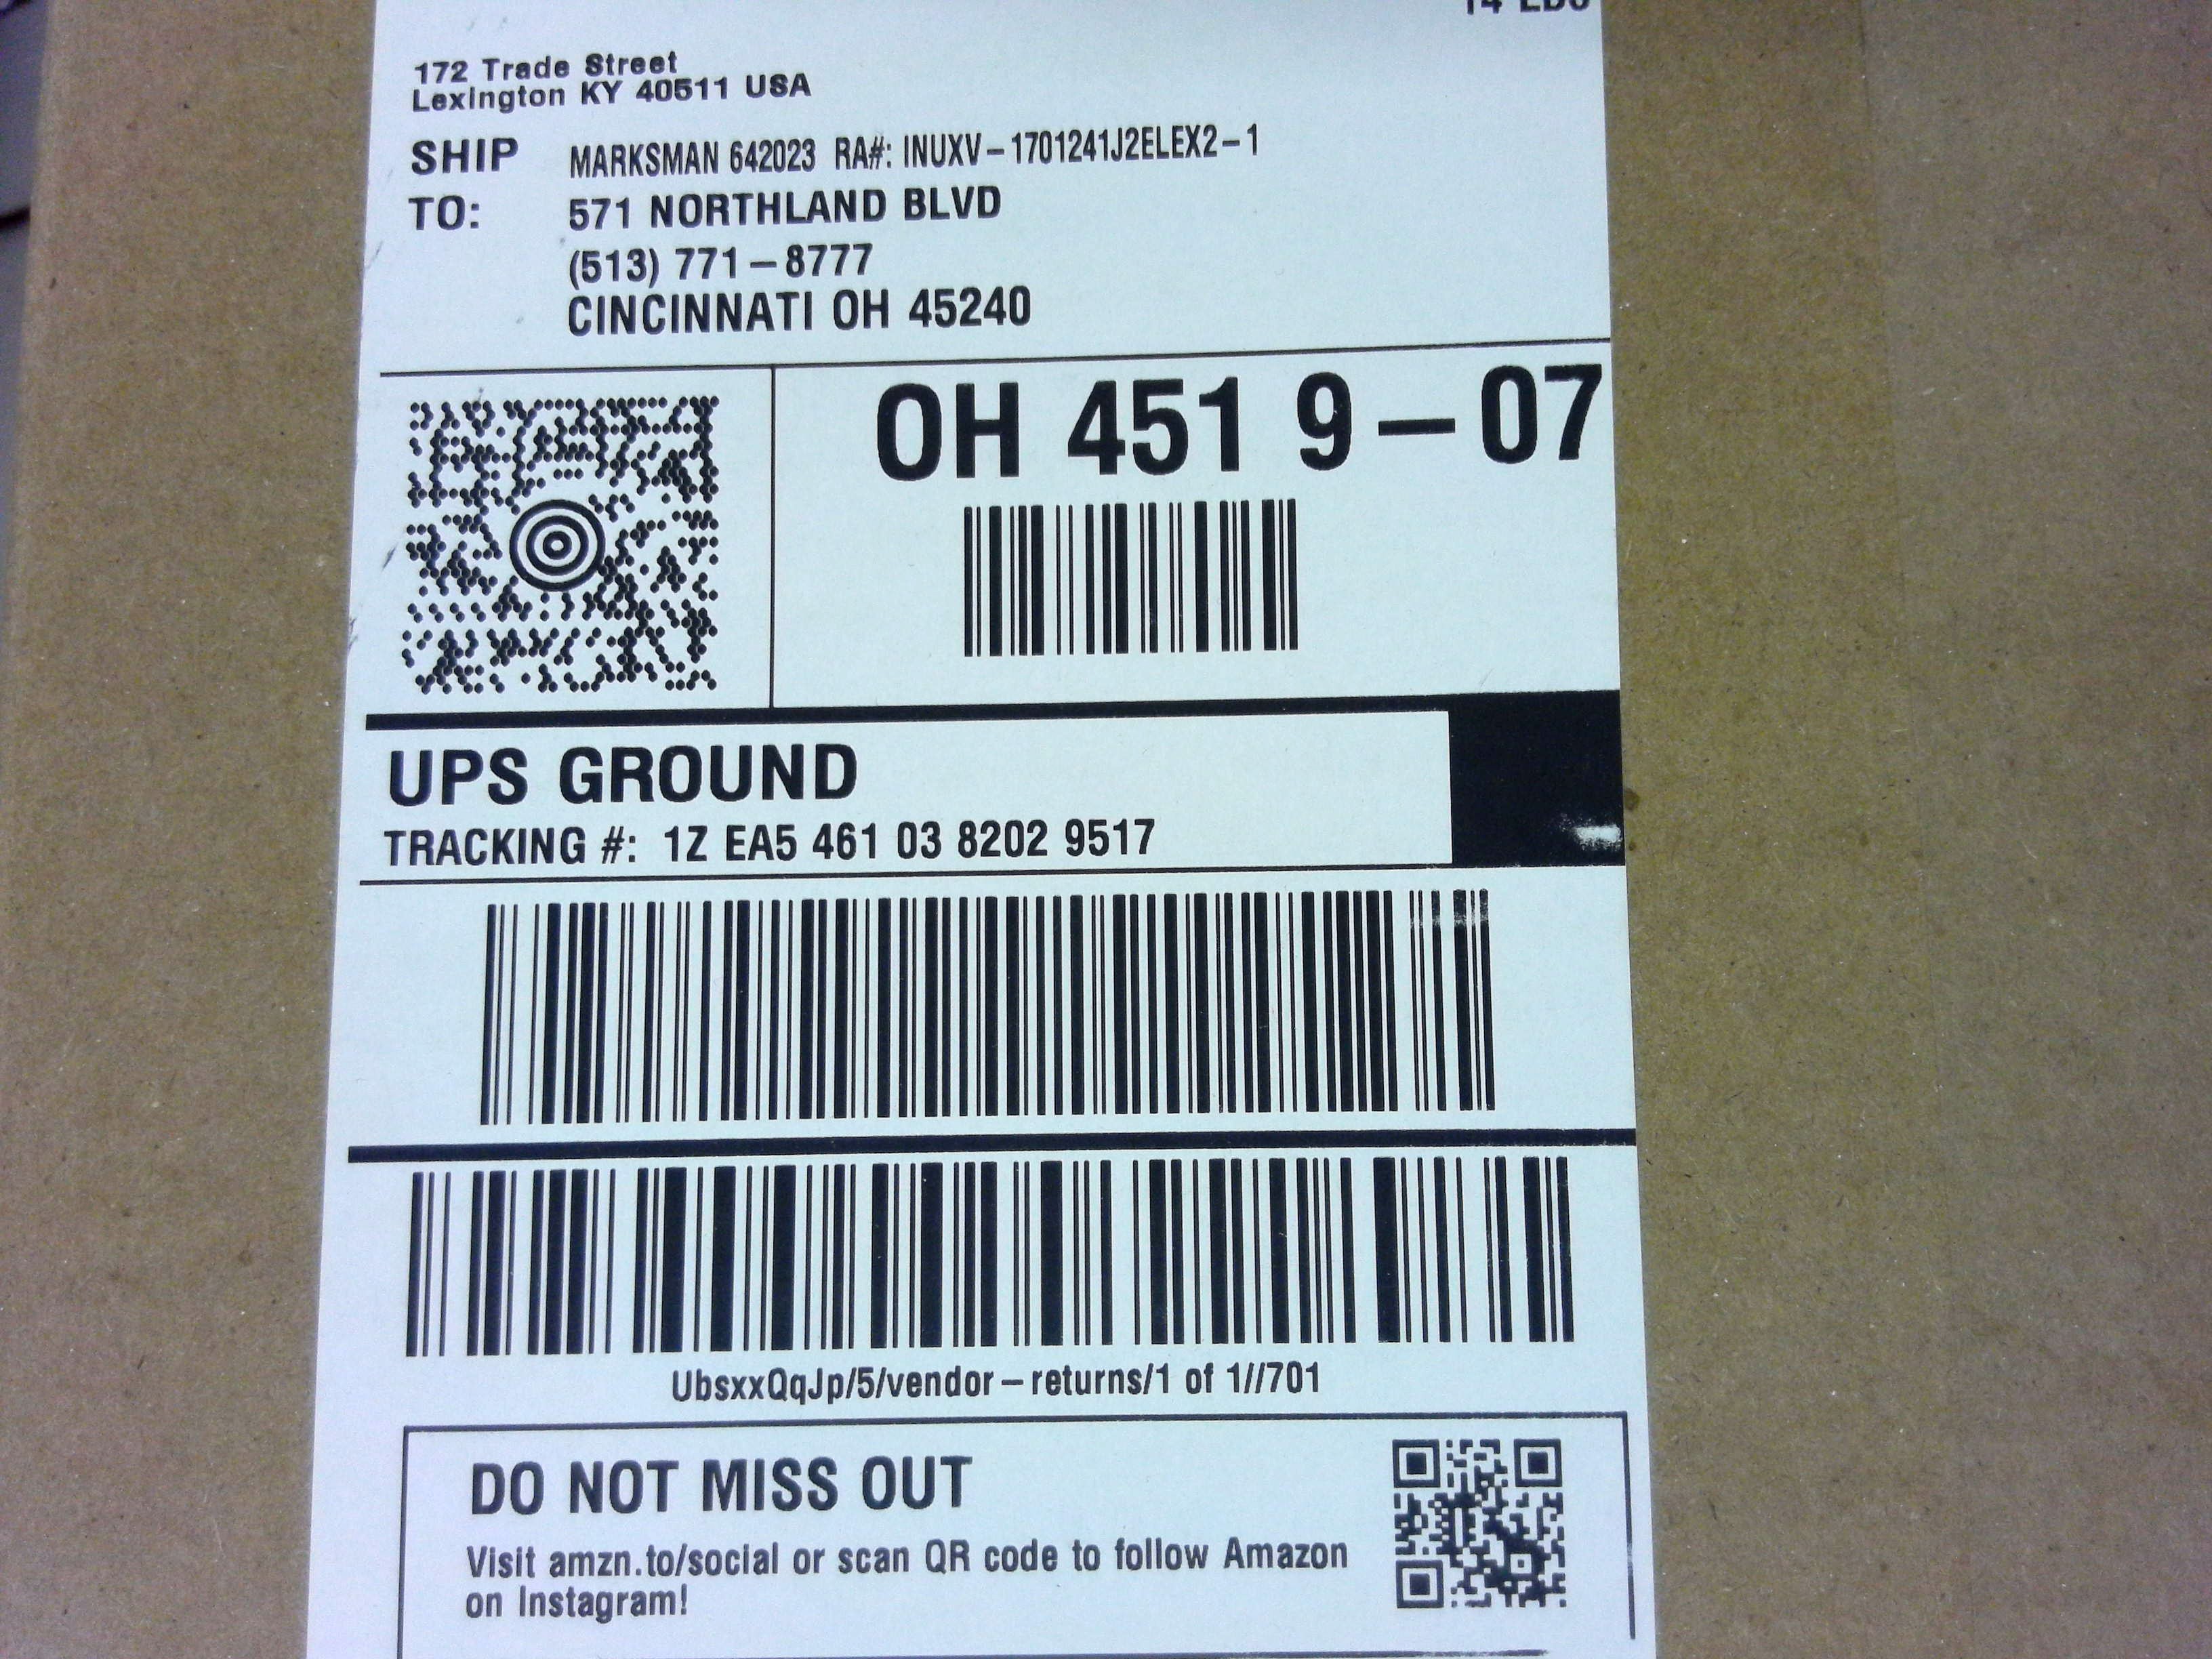 14 LBS
172 Trade Street
Lexington KY 40511 USA
SHIP TO:
MARKSMAN 642023 RA#: INUXV-1701241J2ELEX2-1
571 NORTHLAND BLVD
(513) 771-8777
CINCINNATI OH 45240
OH 451 9-07
UPS GROUND
TRACKING #: 1Z EA5 461 03 8202 9517
UbsxxQqJp/5/vendor-returns/1 of 1//701
DO NOT MISS OUT
Visit amzn.to/social or scan QR code to follow Amazon
on Instagram!